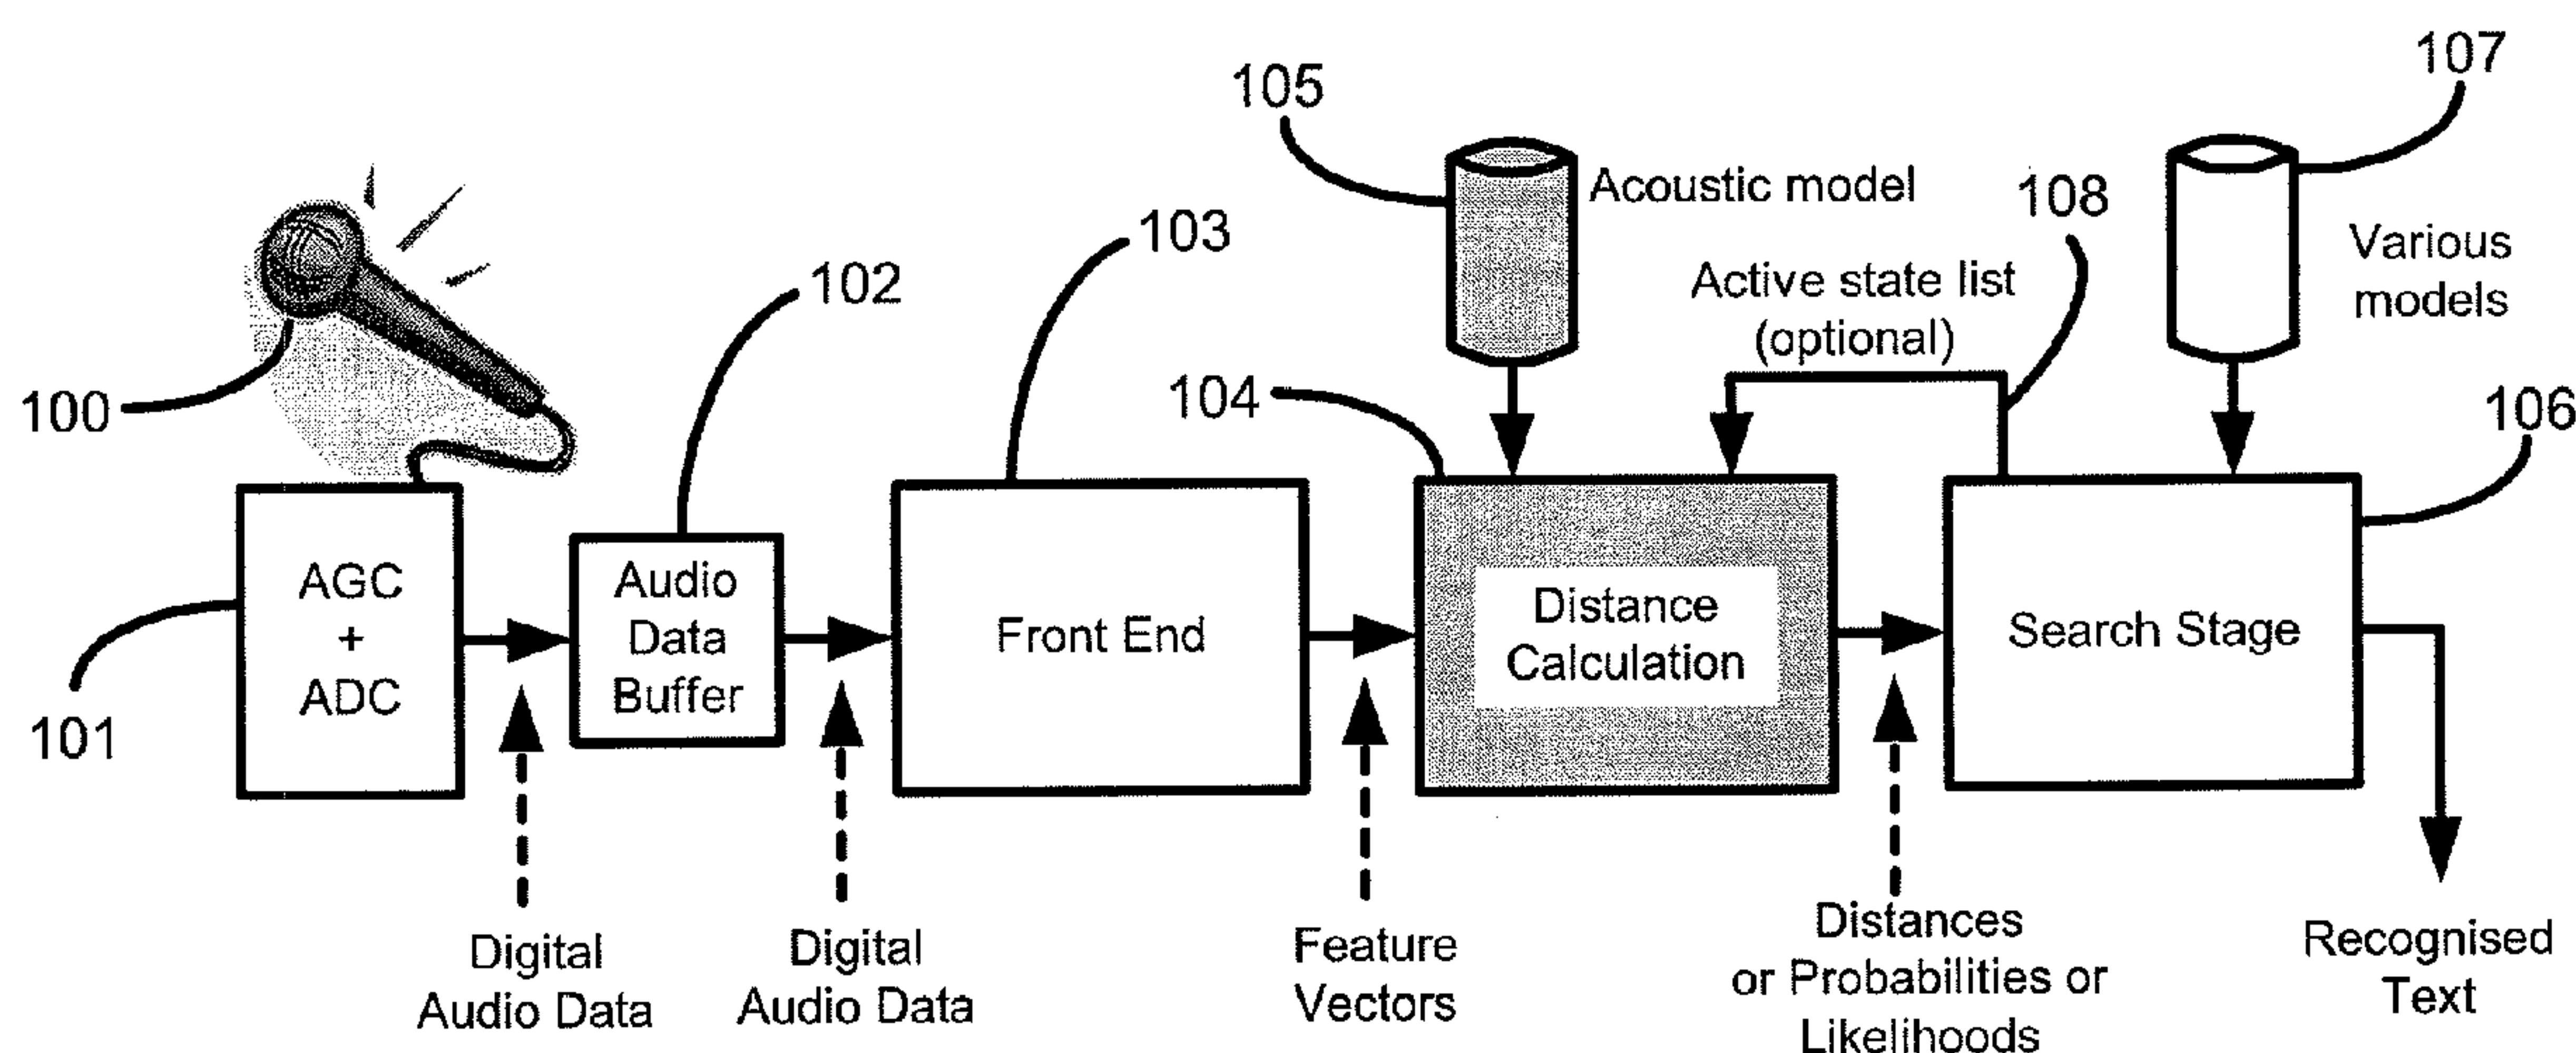 107
105
Acoustic model
108
103
Various
models
102
Active state list
(optional)
100
104
106
AGC
+
ADC
Audio
Data
Buffer
Front End
Distance
Calculation
Search Stage
101
Digital
Audio Data
Digital
Audio Data
Feature
Vectors
Distances
or Probabilities or
Likelihoods
Recognised
Text